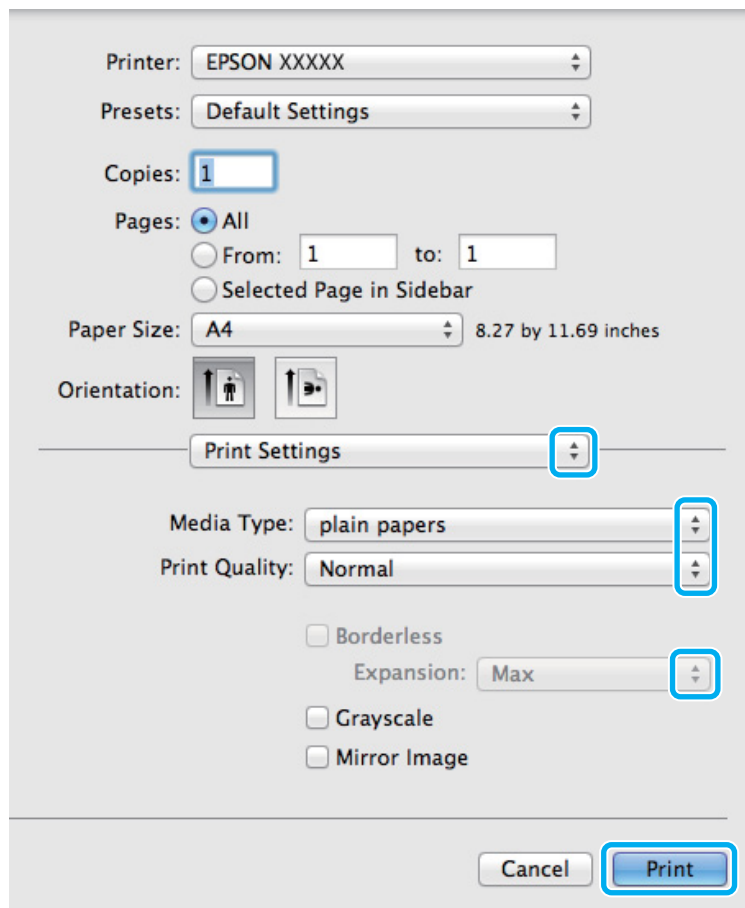 Printer: EPSON XXXXX
Presets: Default Settings
Copies: 1
Pages: All
From: 1 to: 1
Selected Page in Sidebar
Paper Size: A4 8.27 by 11.69 inches
Orientation:
Print Settings
Media Type: plain papers
Print Quality: Normal
Borderless
Expansion: Max
Grayscale
Mirror Image
Cancel Print